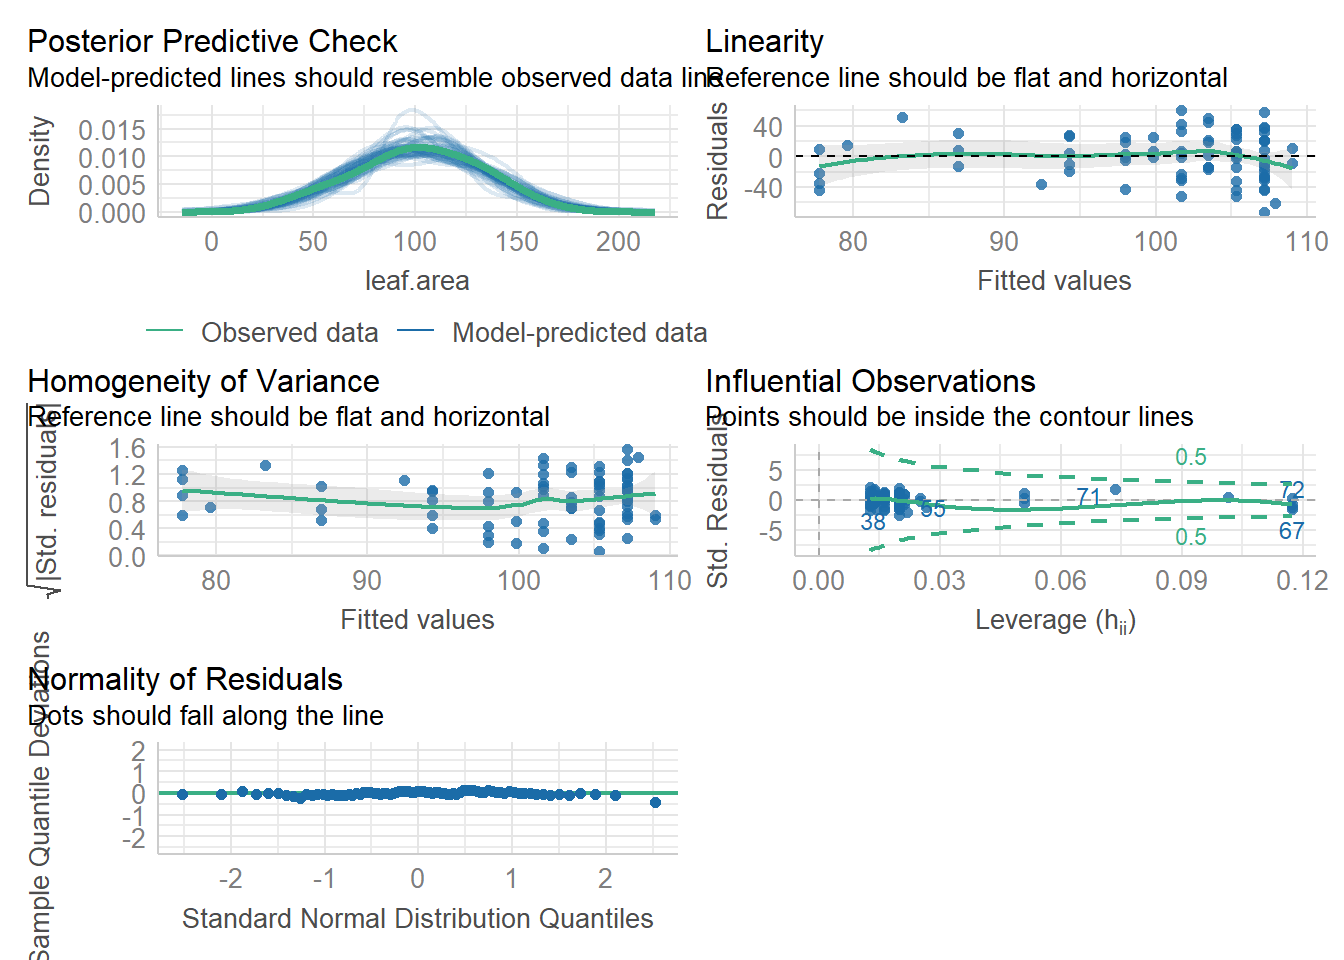 Posterior Predictive Check
Model-predicted lines should resemble observed data line
Density
0.015
0.010
0.005
0.000
0
50
100
150
200
leaf.area
Observed data
Model-predicted data
Linearity
Reference line should be flat and horizontal
Residuals
40
0
-40
80
90
100
110
Fitted values
Homogeneity of Variance
Reference line should be flat and horizontal
√|Std. residuals|
1.6
1.2
0.8
0.4
0.0
80
90
100
110
Fitted values
Influential Observations
Points should be inside the contour lines
Std. Residuals
5
0
-5
0.5
0.5
38
55
71
72
67
0.00
0.03
0.06
0.09
0.12
Leverage (hii)
Normality of Residuals
Dots should fall along the line
Sample Quantile Deviations
2
1
0
-1
-2
-2
-1
0
1
2
Standard Normal Distribution Quantiles